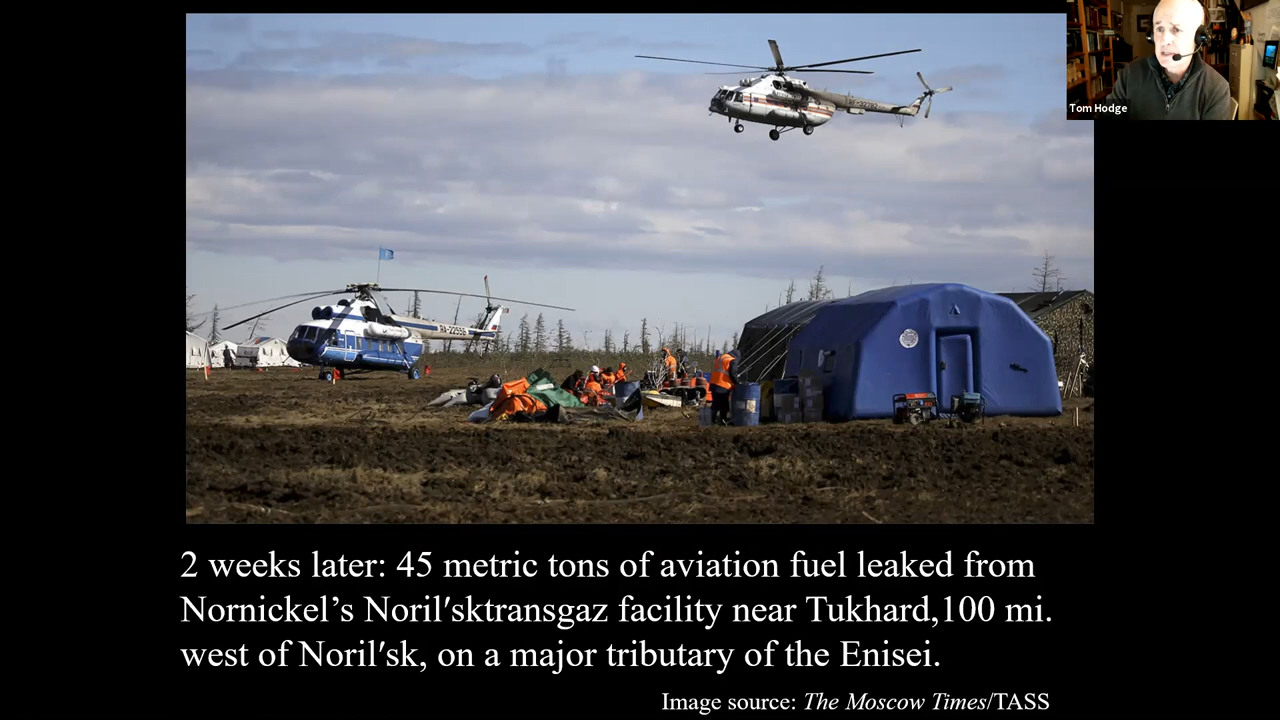 Tom Hodge
2 weeks later: 45 metric tons of aviation fuel leaked from
Nornickel’s Noril′sktransgaz facility near Tukhard,100 mi.
west of Noril′sk, on a major tributary of the Enisei.
Image source: The Moscow Times/TASS